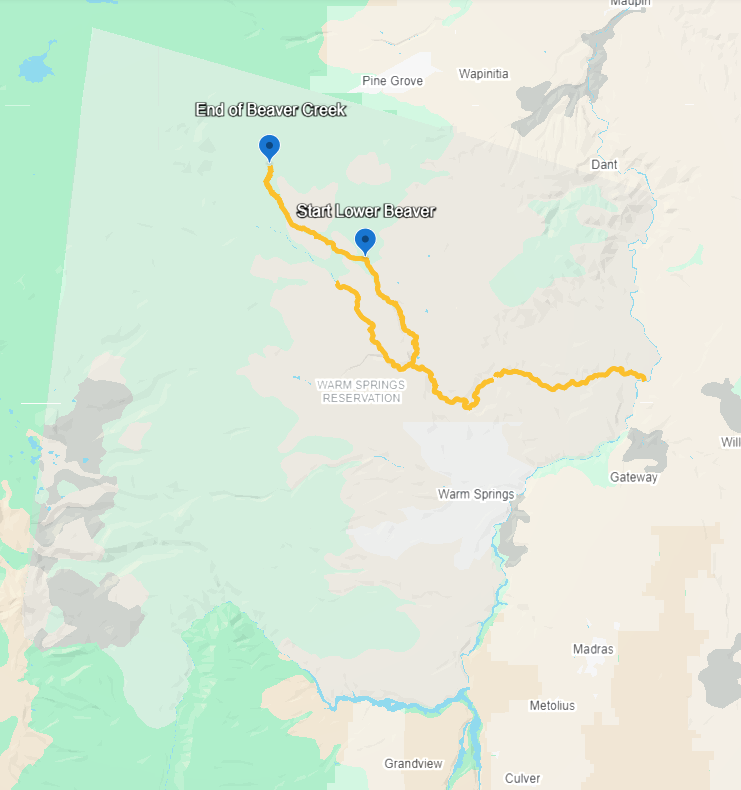 Maupin
Wapinitia
Pine Grove
End of Beaver Creek
Dant
Start Lower Beaver
WARM SPRINGS
RESERVATION
Gateway
Warm Springs
Madras
Metolius
Grandview
Culver